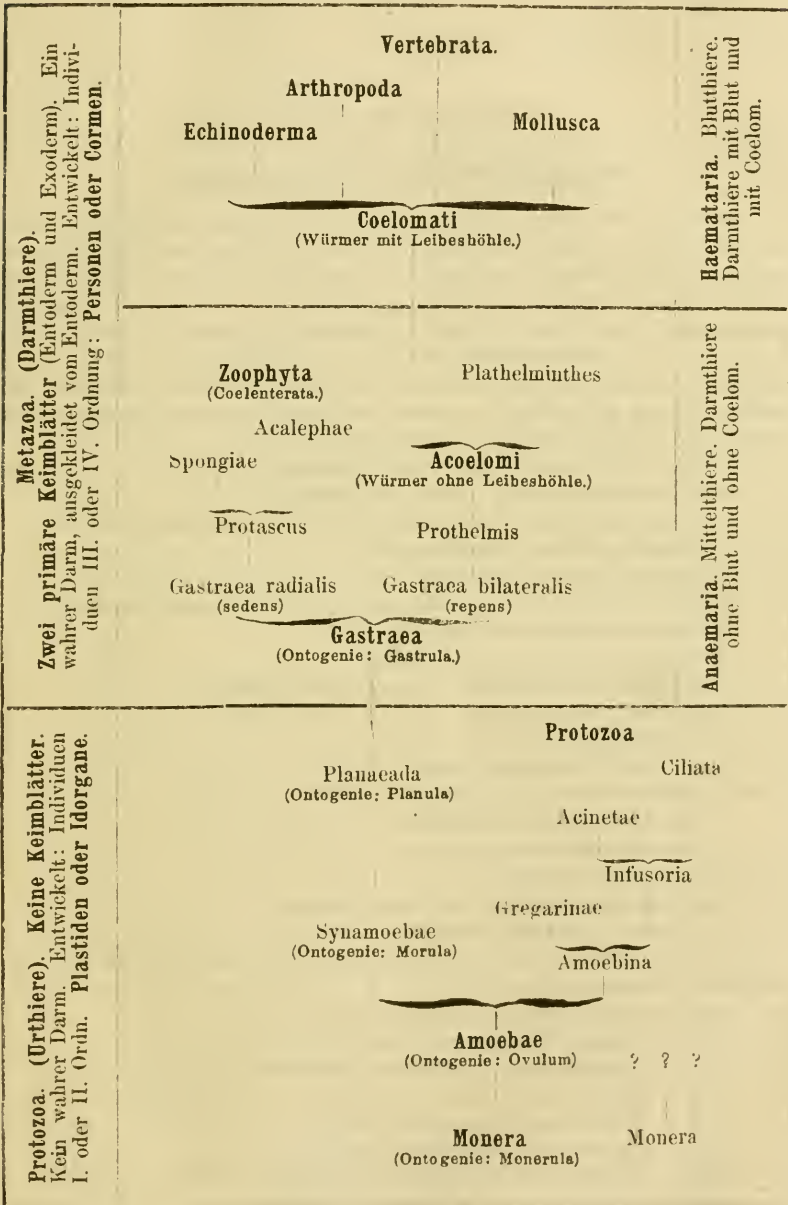 Vertebrata.
Arthropoda
Echinoderma
Mollusca
Coelomati
(Würmer mit Leibeshöhle.)
Haemataria. Blutthiere.
Darmthiere mit Blut und
mit Coelom.
Metazoa. (Darmthiere).
Zwei primäre Keimblätter (Entoderm und Exoderm). Ein
wahrer Darm, ausgekleidet vom Entoderm. Entwickelt: Indivi-
duen III. oder IV. Ordnung: Personen oder Cormen.
Zoophyta
(Coelenterata.)
Plathelminthes
Acalephae
Spongiae
Acoelomi
(Würmer ohne Leibeshöhle.)
Protascus
Prothelmis
Gastraea radialis
(sedens)
Gastraea bilateralis
(repens)
Gastraea
(Ontogenie: Gastrula.)
Anaemaria. Mittelthiere. Darmthiere
ohne Blut und ohne Coelom.
Protozoa
Planaeada
(Ontogenie: Planula)
Ciliata
Acinetae
Infusoria
Gregarinae
Synamoebae
(Ontogenie: Morula)
Amoebina
Amoebae
(Ontogenie: Ovulum)
? ? ?
Monera
(Ontogenie: Monerula)
Monera
Protozoa. (Urthiere). Keine Keimblätter.
Kein wahrer Darm. Entwickelt: Individuen
I. oder II. Ordn. Plastiden oder Idorgane.